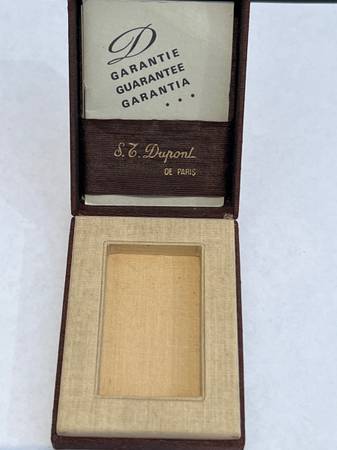 D
GARANTIE
GUARANTEE
GARANTIA
...
S.T. Dupont
DE PARIS